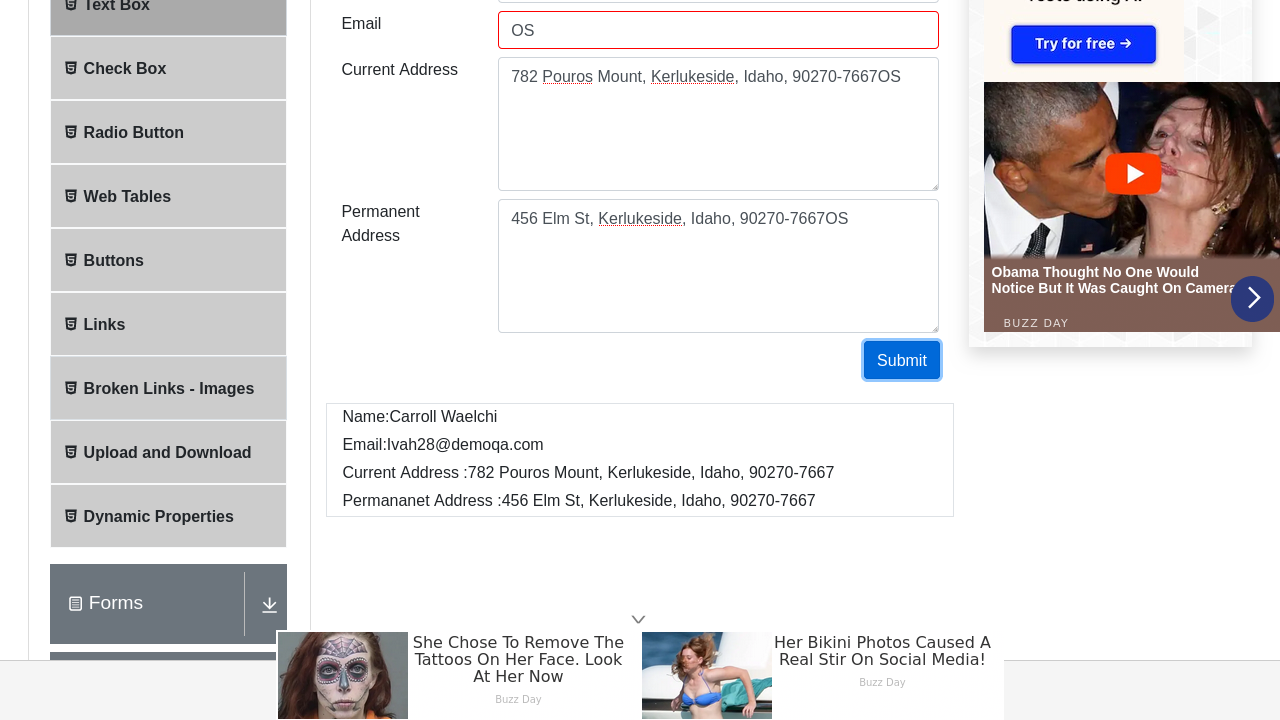 Text Box
Check Box
Radio Button
Web Tables
Buttons
Links
Broken Links - Images
Upload and Download
Dynamic Properties
Forms
Email
OS
Current Address
782 Pouros Mount, Kerlukeside, Idaho, 90270-7667OS
Permanent
Address
456 Elm St, Kerlukeside, Idaho, 90270-7667OS
Submit
Name:Carroll Waelchi
Email:Ivah28@demoqa.com
Current Address :782 Pouros Mount, Kerlukeside, Idaho, 90270-7667
Permananet Address :456 Elm St, Kerlukeside, Idaho, 90270-7667
Try for free →
Obama Thought No One Would
Notice But It Was Caught On Camera
BUZZ DAY
She Chose To Remove The
Tattoos On Her Face. Look
At Her Now
Buzz Day
Her Bikini Photos Caused A
Real Stir On Social Media!
Buzz Day